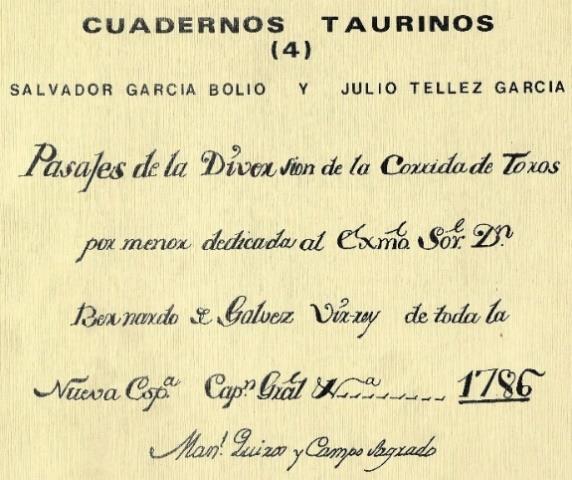 CUADERNOS TAURINOS
(4)
SALVADOR GARCIA BOLIO Y JULIO TELLEZ GARCIA
Pasajes de la Diversion de la Corrida de Toros
por menor dedicada al Exmo. Sor. Dn.
Bernardo de Galvez Virrey de toda la
Nueva Espa. Capn. Gral 1786
Manl. Quiros y Campo Sagrado